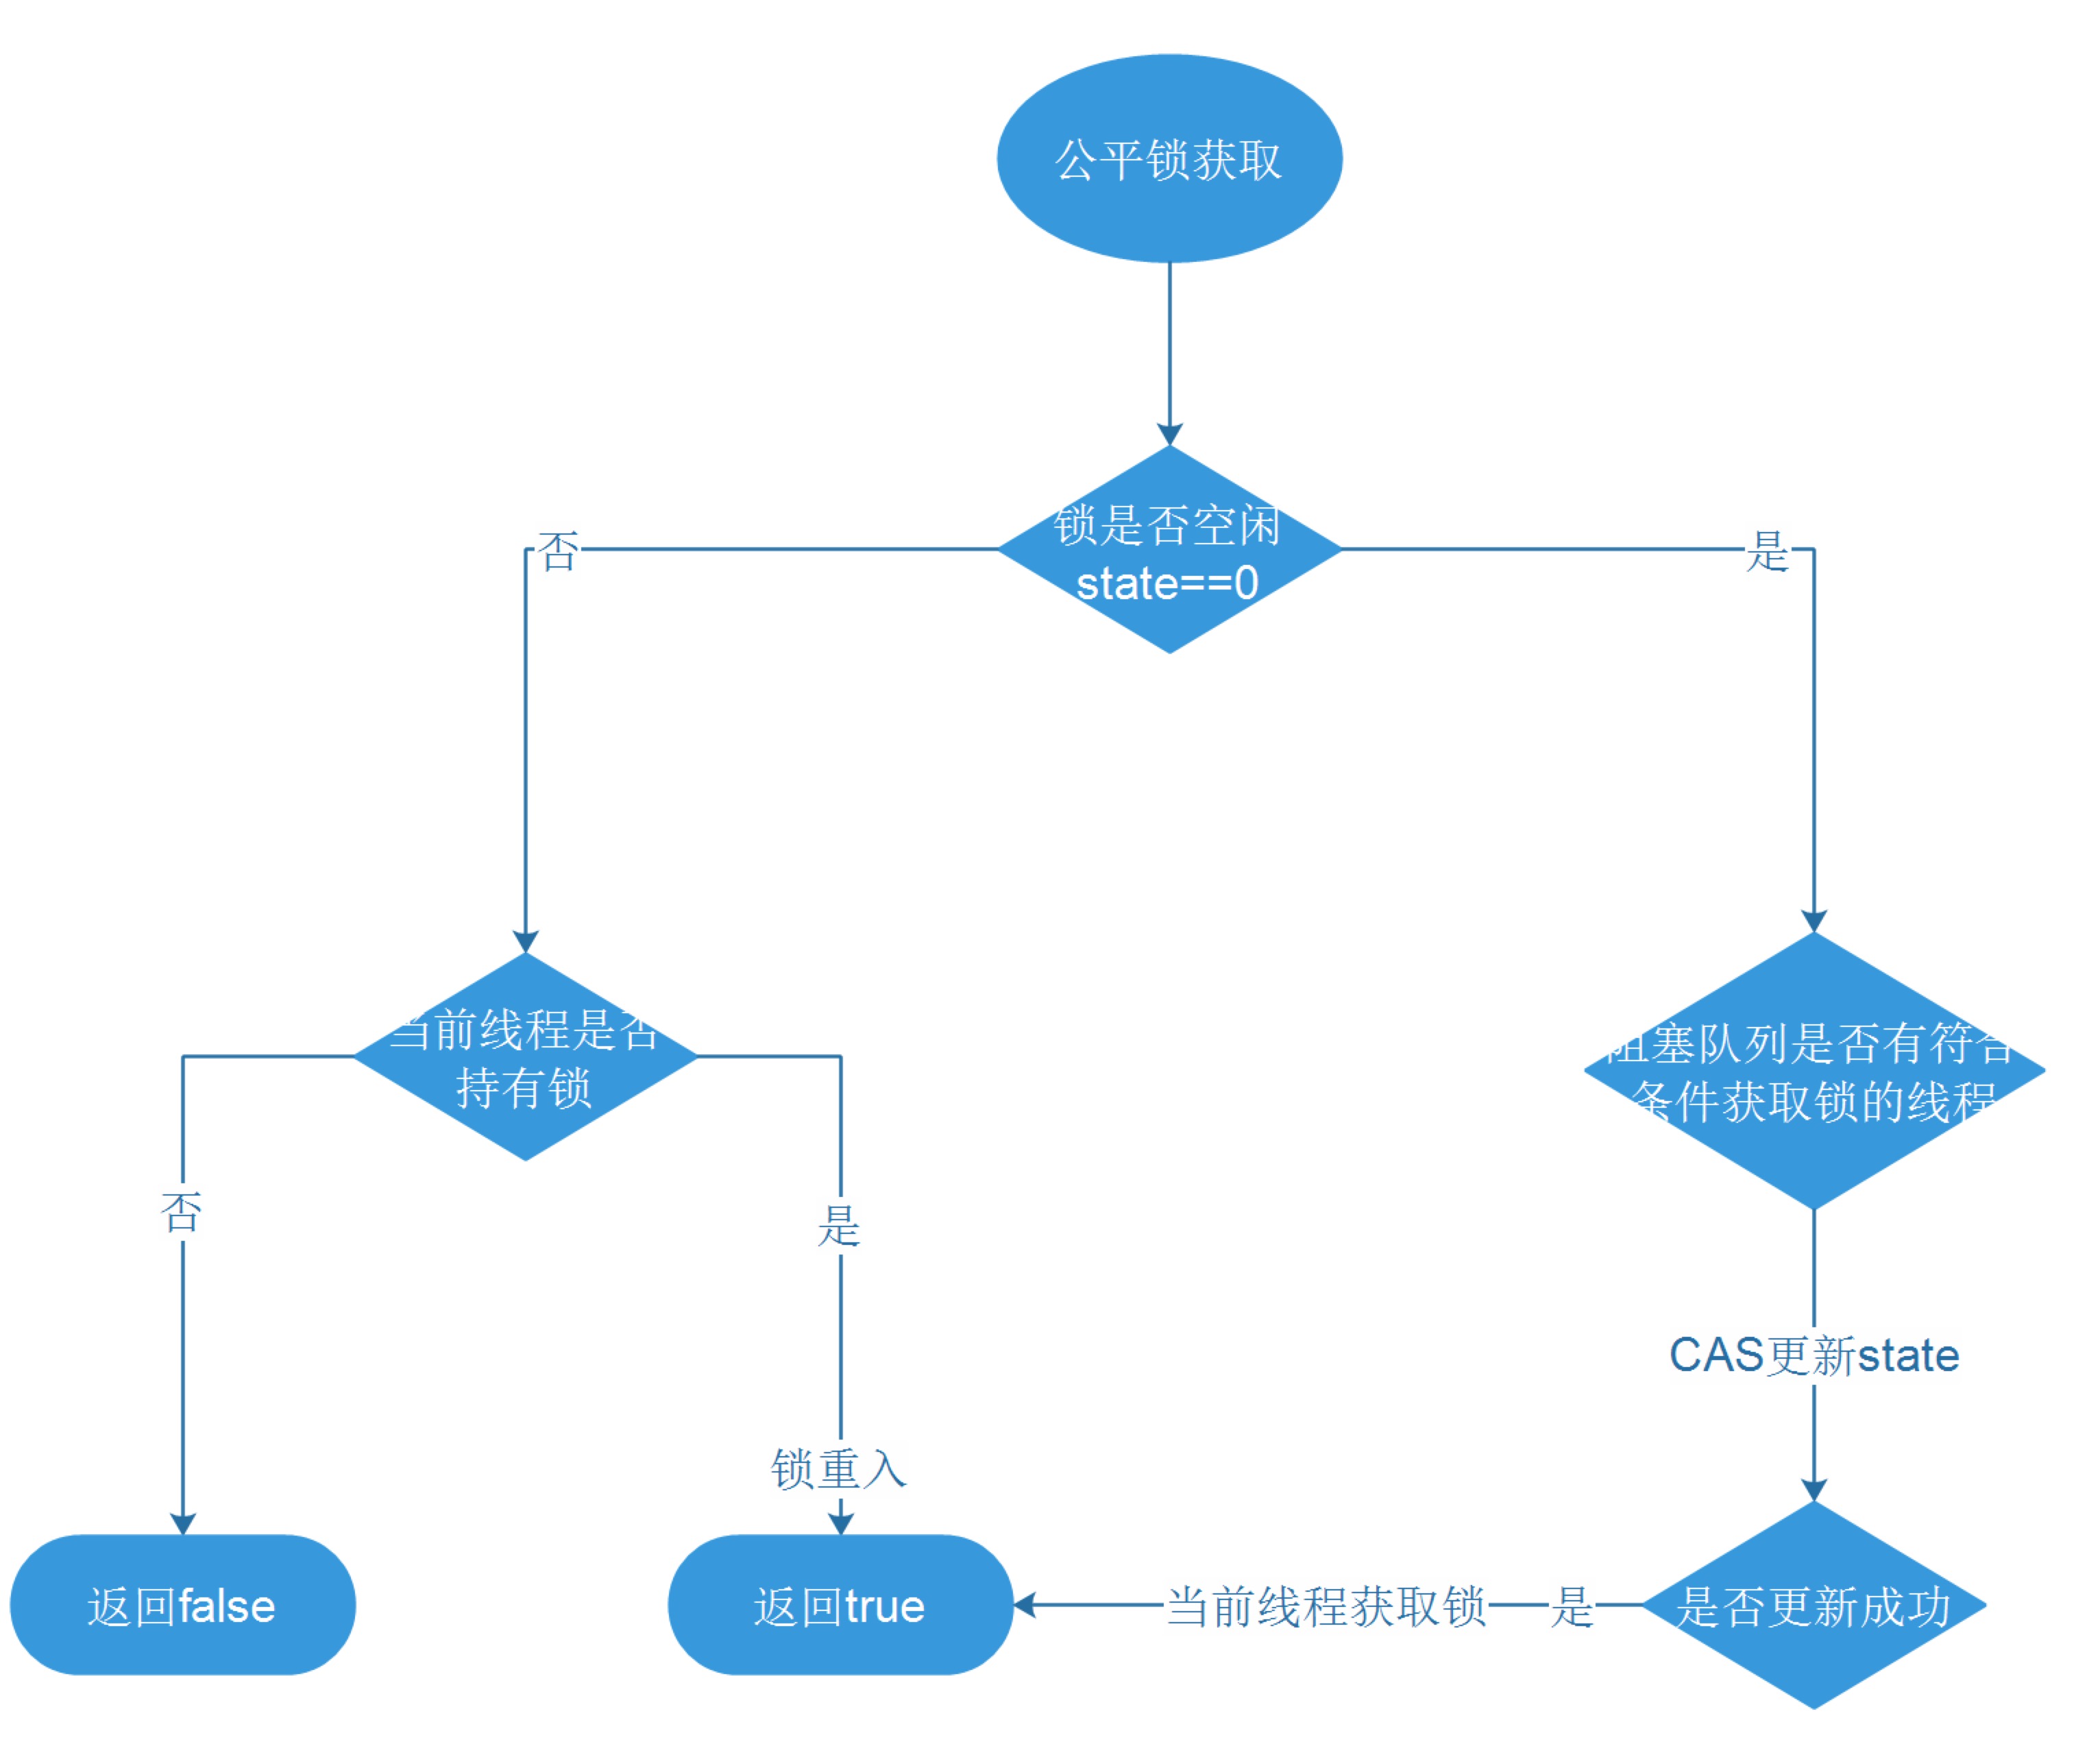 公平锁获取
锁是否空闲
state==0
否
是
当前线程是否
持有锁
阻塞队列是否有符合
条件获取锁的线程
否
是
CAS更新state
锁重入
返回false
返回true
当前线程获取锁
是
是否更新成功